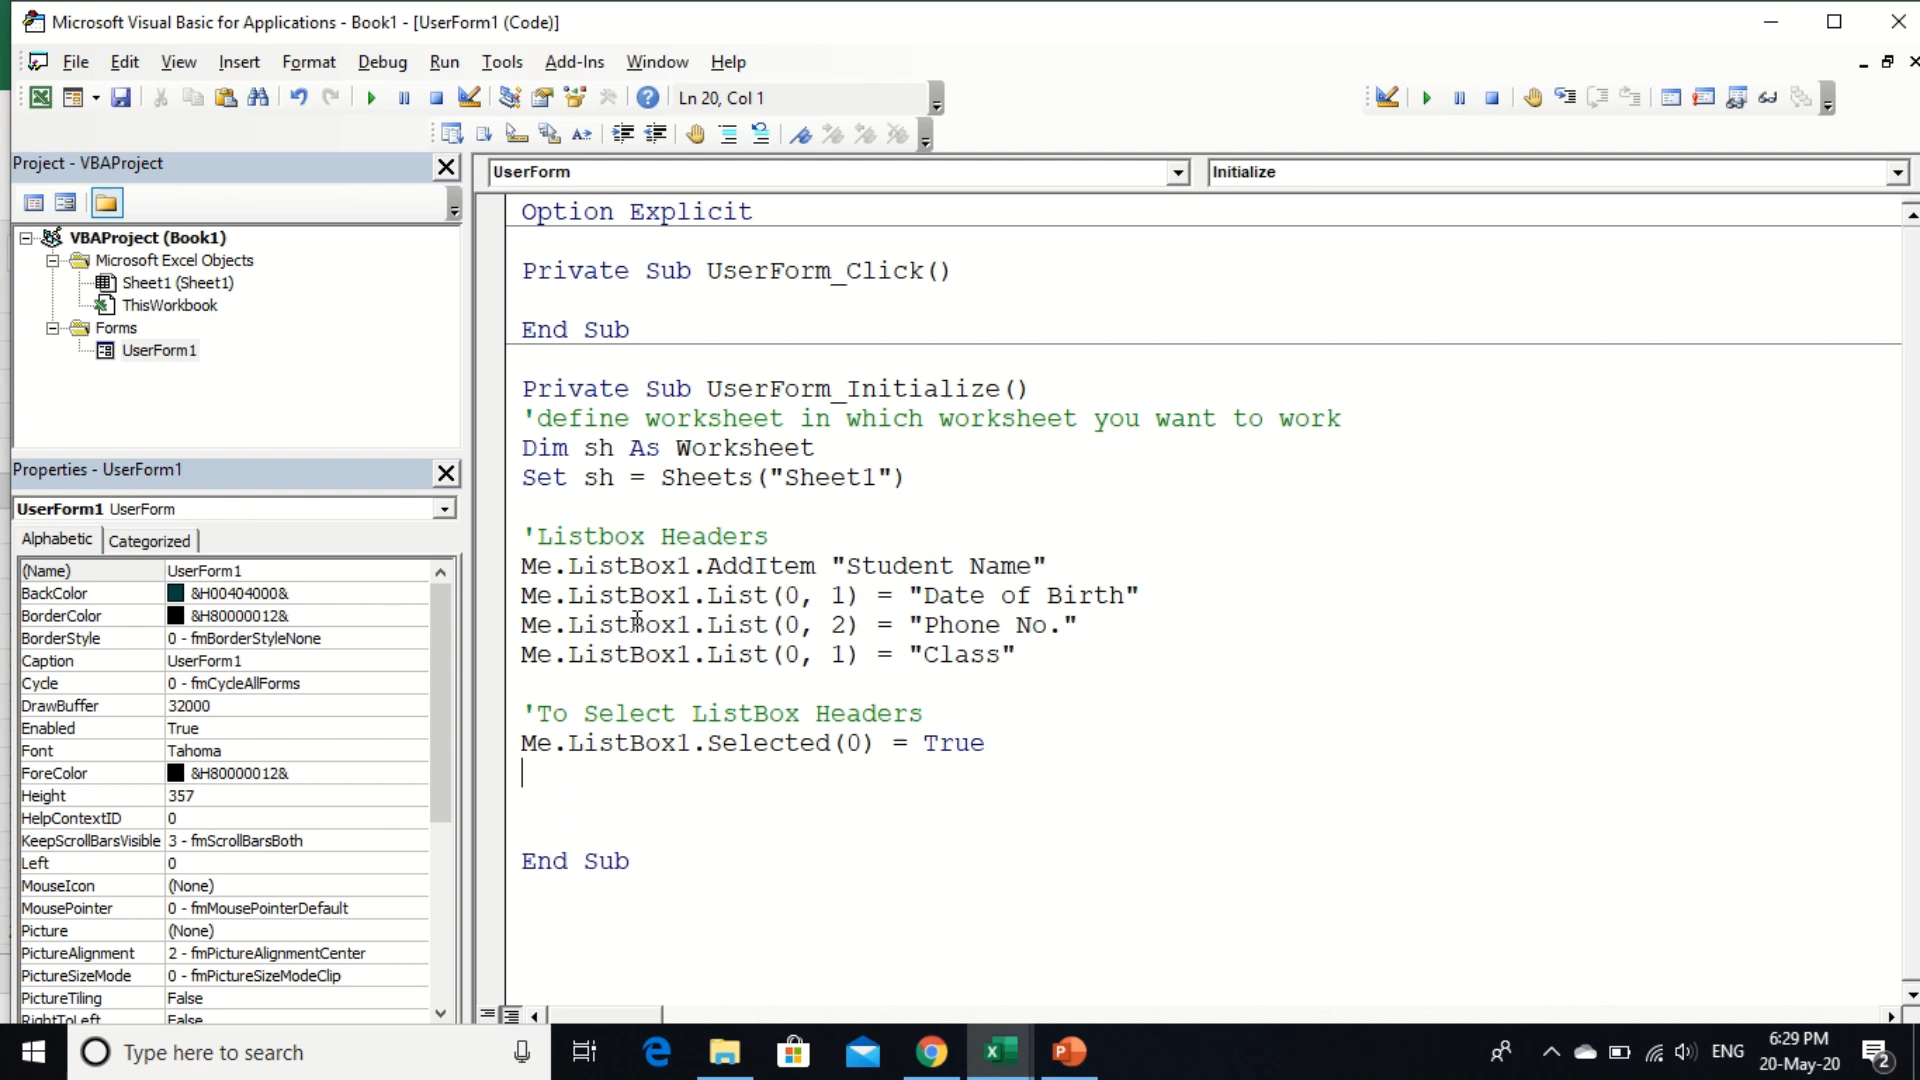 Microsoft Visual Basic for Applications - Book1 - [UserForm1 (Code)]
File Edit View Insert Format Debug Run Tools Add-Ins Window Help
Ln 20, Col 1
Project - VBAProject
UserForm
Initialize
VBAProject (Book1)
Microsoft Excel Objects
Sheet1 (Sheet1)
ThisWorkbook
Forms
UserForm1
Properties - UserForm1
UserForm1 UserForm
Alphabetic Categorized
(Name) UserForm1
BackColor &H00404000&
BorderColor &H80000012&
BorderStyle 0 - fmBorderStyleNone
Caption UserForm1
Cycle 0 - fmCycleAllForms
DrawBuffer 32000
Enabled True
Font Tahoma
ForeColor &H80000012&
Height 357
HelpContextID 0
KeepScrollBarsVisible 3 - fmScrollBarsBoth
Left 0
MouseIcon (None)
MousePointer 0 - fmMousePointerDefault
Picture (None)
PictureAlignment 2 - fmPictureAlignmentCenter
PictureSizeMode 0 - fmPictureSizeModeClip
PictureTiling False
RightToLeft False
Option Explicit
Private Sub UserForm_Click()
End Sub
Private Sub UserForm_Initialize()
'define worksheet in which worksheet you want to work
Dim sh As Worksheet
Set sh = Sheets("Sheet1")
'Listbox Headers
Me.ListBox1.AddItem "Student Name"
Me.ListBox1.List(0, 1) = "Date of Birth"
Me.ListBox1.List(0, 2) = "Phone No."
Me.ListBox1.List(0, 1) = "Class"
'To Select ListBox Headers
Me.ListBox1.Selected(0) = True
End Sub
Type here to search
ENG
6:29 PM
20-May-20
2